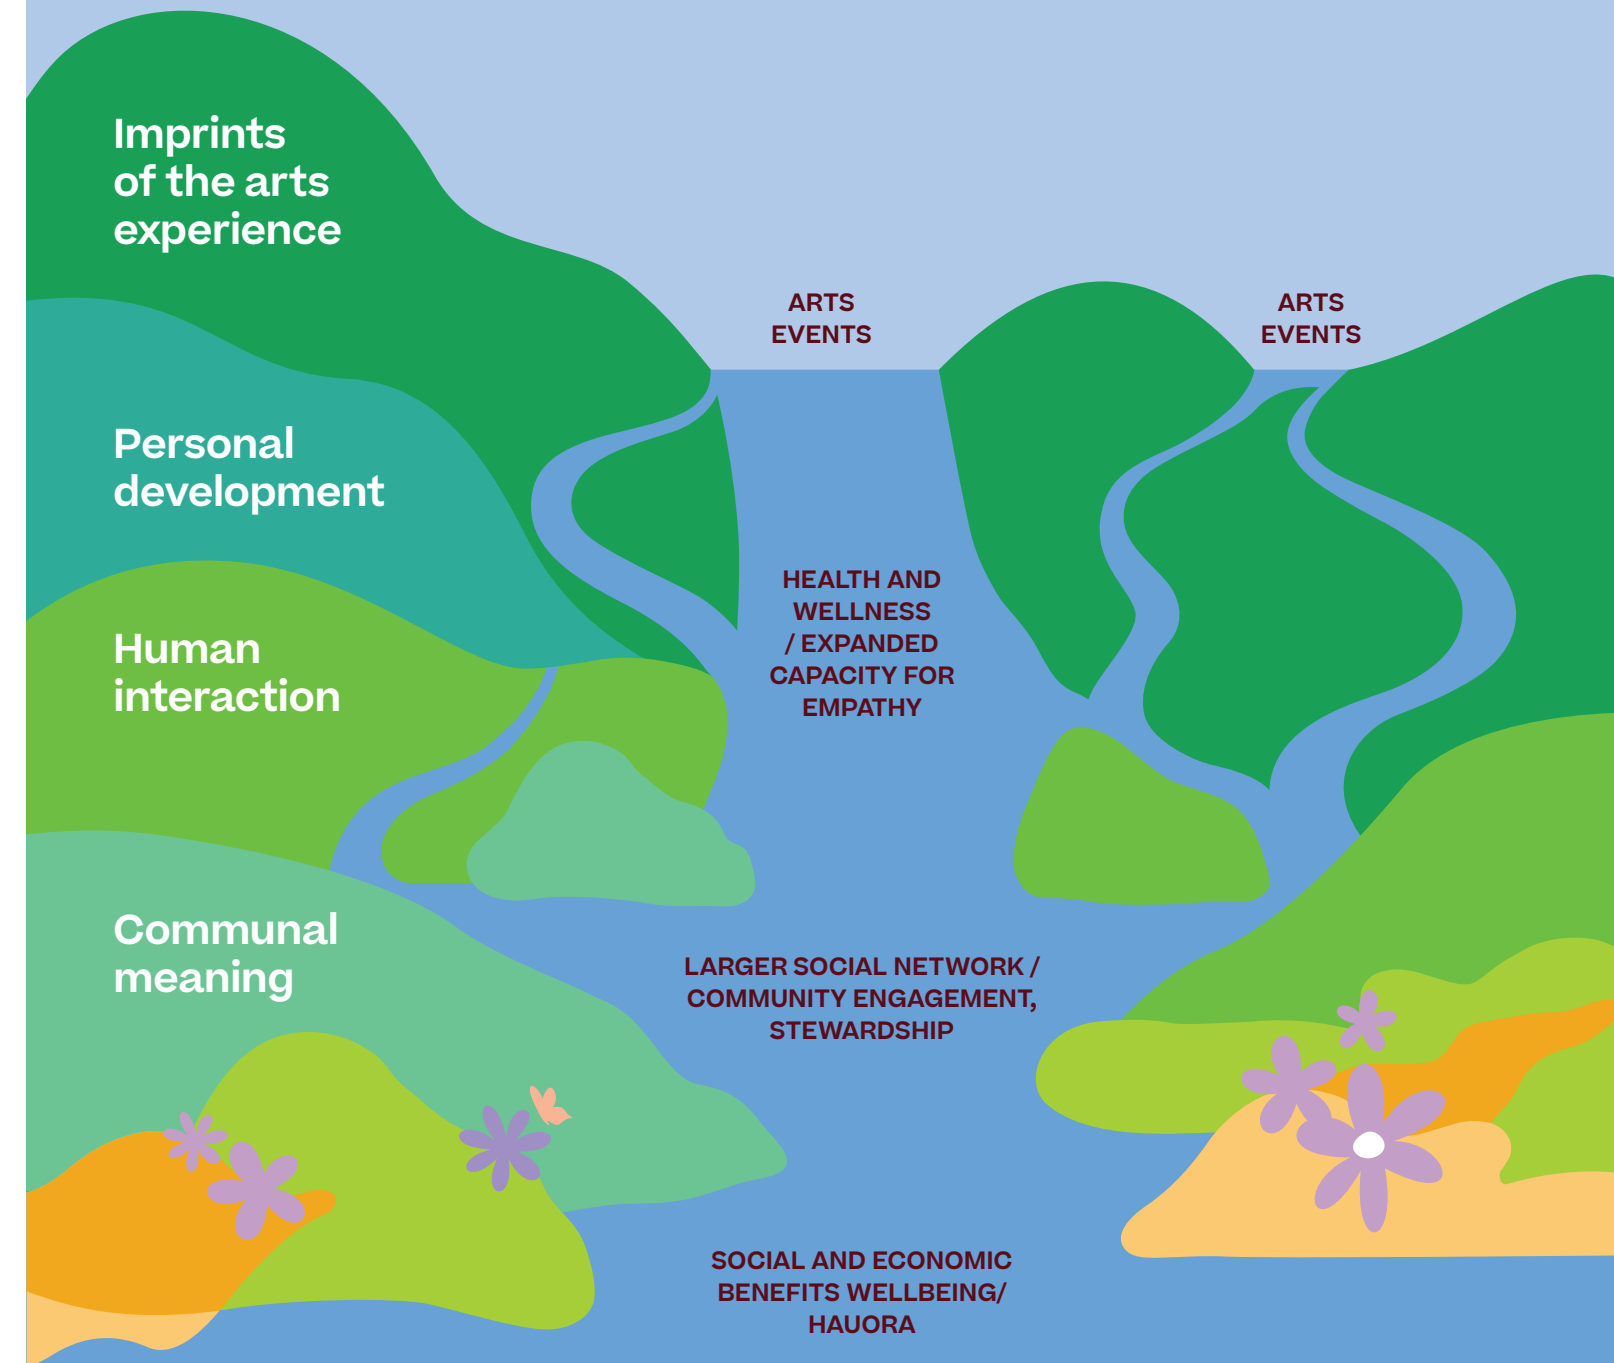 Imprints
of the arts
experience
ARTS
EVENTS
ARTS
EVENTS
Personal
development
HEALTH AND
WELLNESS
/ EXPANDED
CAPACITY FOR
EMPATHY
Human
interaction
Communal
meaning
LARGER SOCIAL NETWORK /
COMMUNITY ENGAGEMENT,
STEWARDSHIP
SOCIAL AND ECONOMIC
BENEFITS WELLBEING/
HAUORA